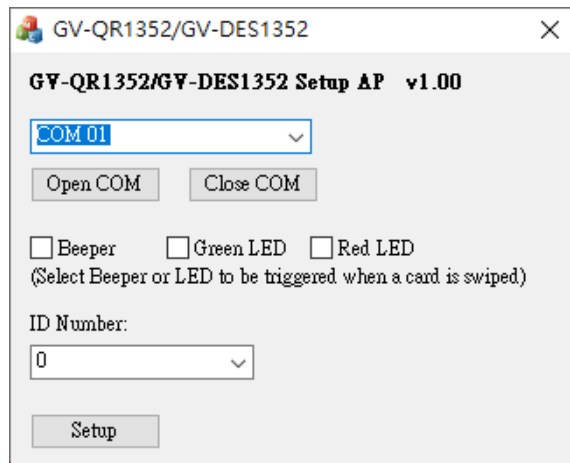 GV-QR1352/GV-DES1352
GV-QR1352/GV-DES1352 Setup AP v1.00
COM 01
Open COM Close COM
Beeper Green LED Red LED
(Select Beeper or LED to be triggered when a card is swiped)
ID Number:
0
Setup